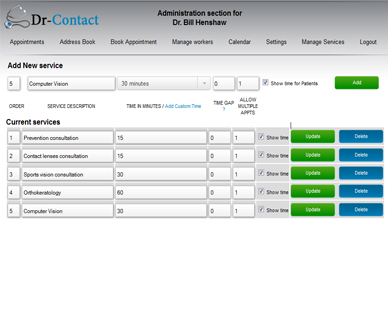 Dr-Contact
Administration section for
Dr. Bill Henshaw
Appointments Address Book Book Appointment Manage workers Calendar Settings Manage Services Logout
Add New service
5 Computer Vision 30 minutes 0 1 Show time for Patients Add
ORDER SERVICE DESCRIPTION TIME IN MINUTES / Add Custom Time TIME GAP ? ALLOW MULTIPLE APPTS
Current services
1 Prevention consultation 15 0 1 Show time Update Delete
2 Contact lenses consultation 15 0 1 Show time Update Delete
3 Sports vision consultation 30 0 1 Show time Update Delete
4 Orthokeratology 60 0 1 Show time Update Delete
5 Computer Vision 30 0 1 Show time Update Delete